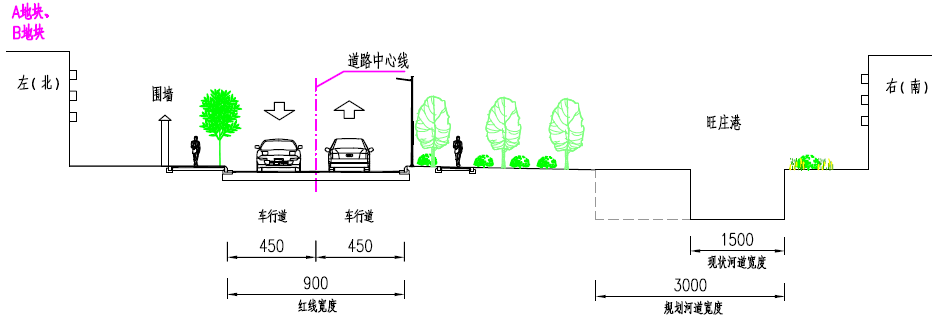 A地块、
B地块
道路中心线
左(北)
右(南)
围墙
旺庄港
车行道
车行道
450
450
1500
现状河道宽度
900
3000
红线宽度
规划河道宽度